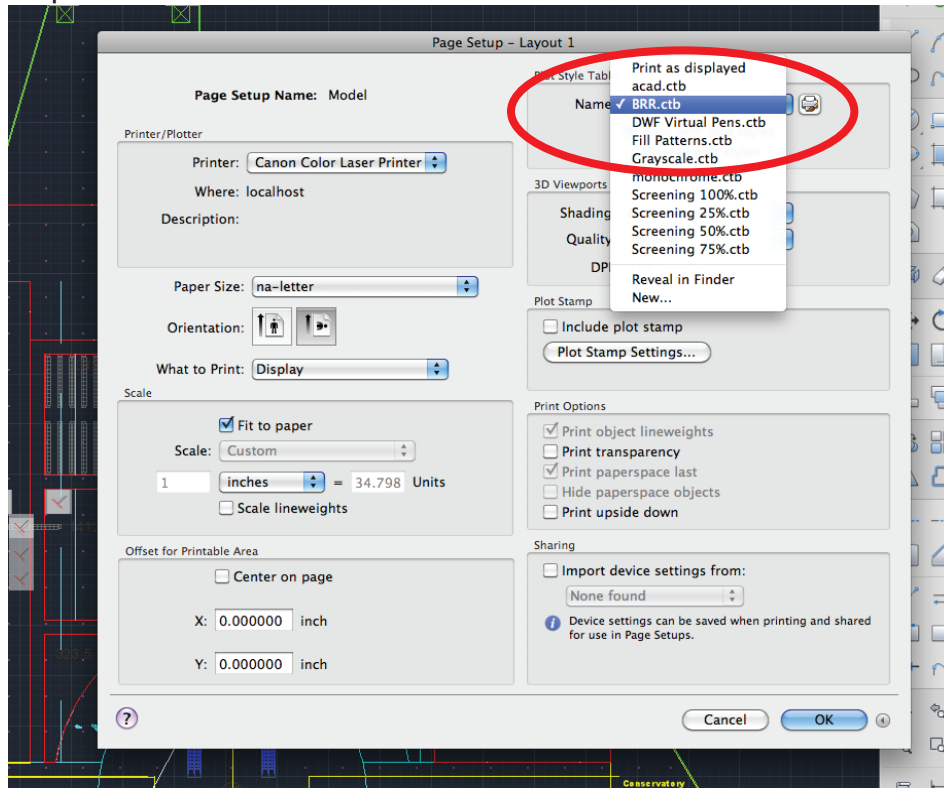 Page Setup – Layout 1
Page Setup Name: Model
Printer/Plotter
Printer: Canon Color Laser Printer
Where: localhost
Description:
Paper Size: na-letter
Orientation:
What to Print: Display
Scale
Fit to paper
Scale: Custom
1 inches = 34.798 Units
Scale lineweights
Offset for Printable Area
Center on page
X: 0.000000 inch
Y: 0.000000 inch
Plot Style Tabl
Name
Print as displayed
acad.ctb
✓ BRR.ctb
DWF Virtual Pens.ctb
Fill Patterns.ctb
Grayscale.ctb
monochrome.ctb
Screening 100%.ctb
Screening 25%.ctb
Screening 50%.ctb
Screening 75%.ctb
Reveal in Finder
New...
3D Viewports
Shading
Quality
DPI
Plot Stamp
Include plot stamp
Plot Stamp Settings...
Print Options
Print object lineweights
Print transparency
Print paperspace last
Hide paperspace objects
Print upside down
Sharing
Import device settings from:
None found
Device settings can be saved when printing and shared
for use in Page Setups.
? Cancel OK
Conservatory